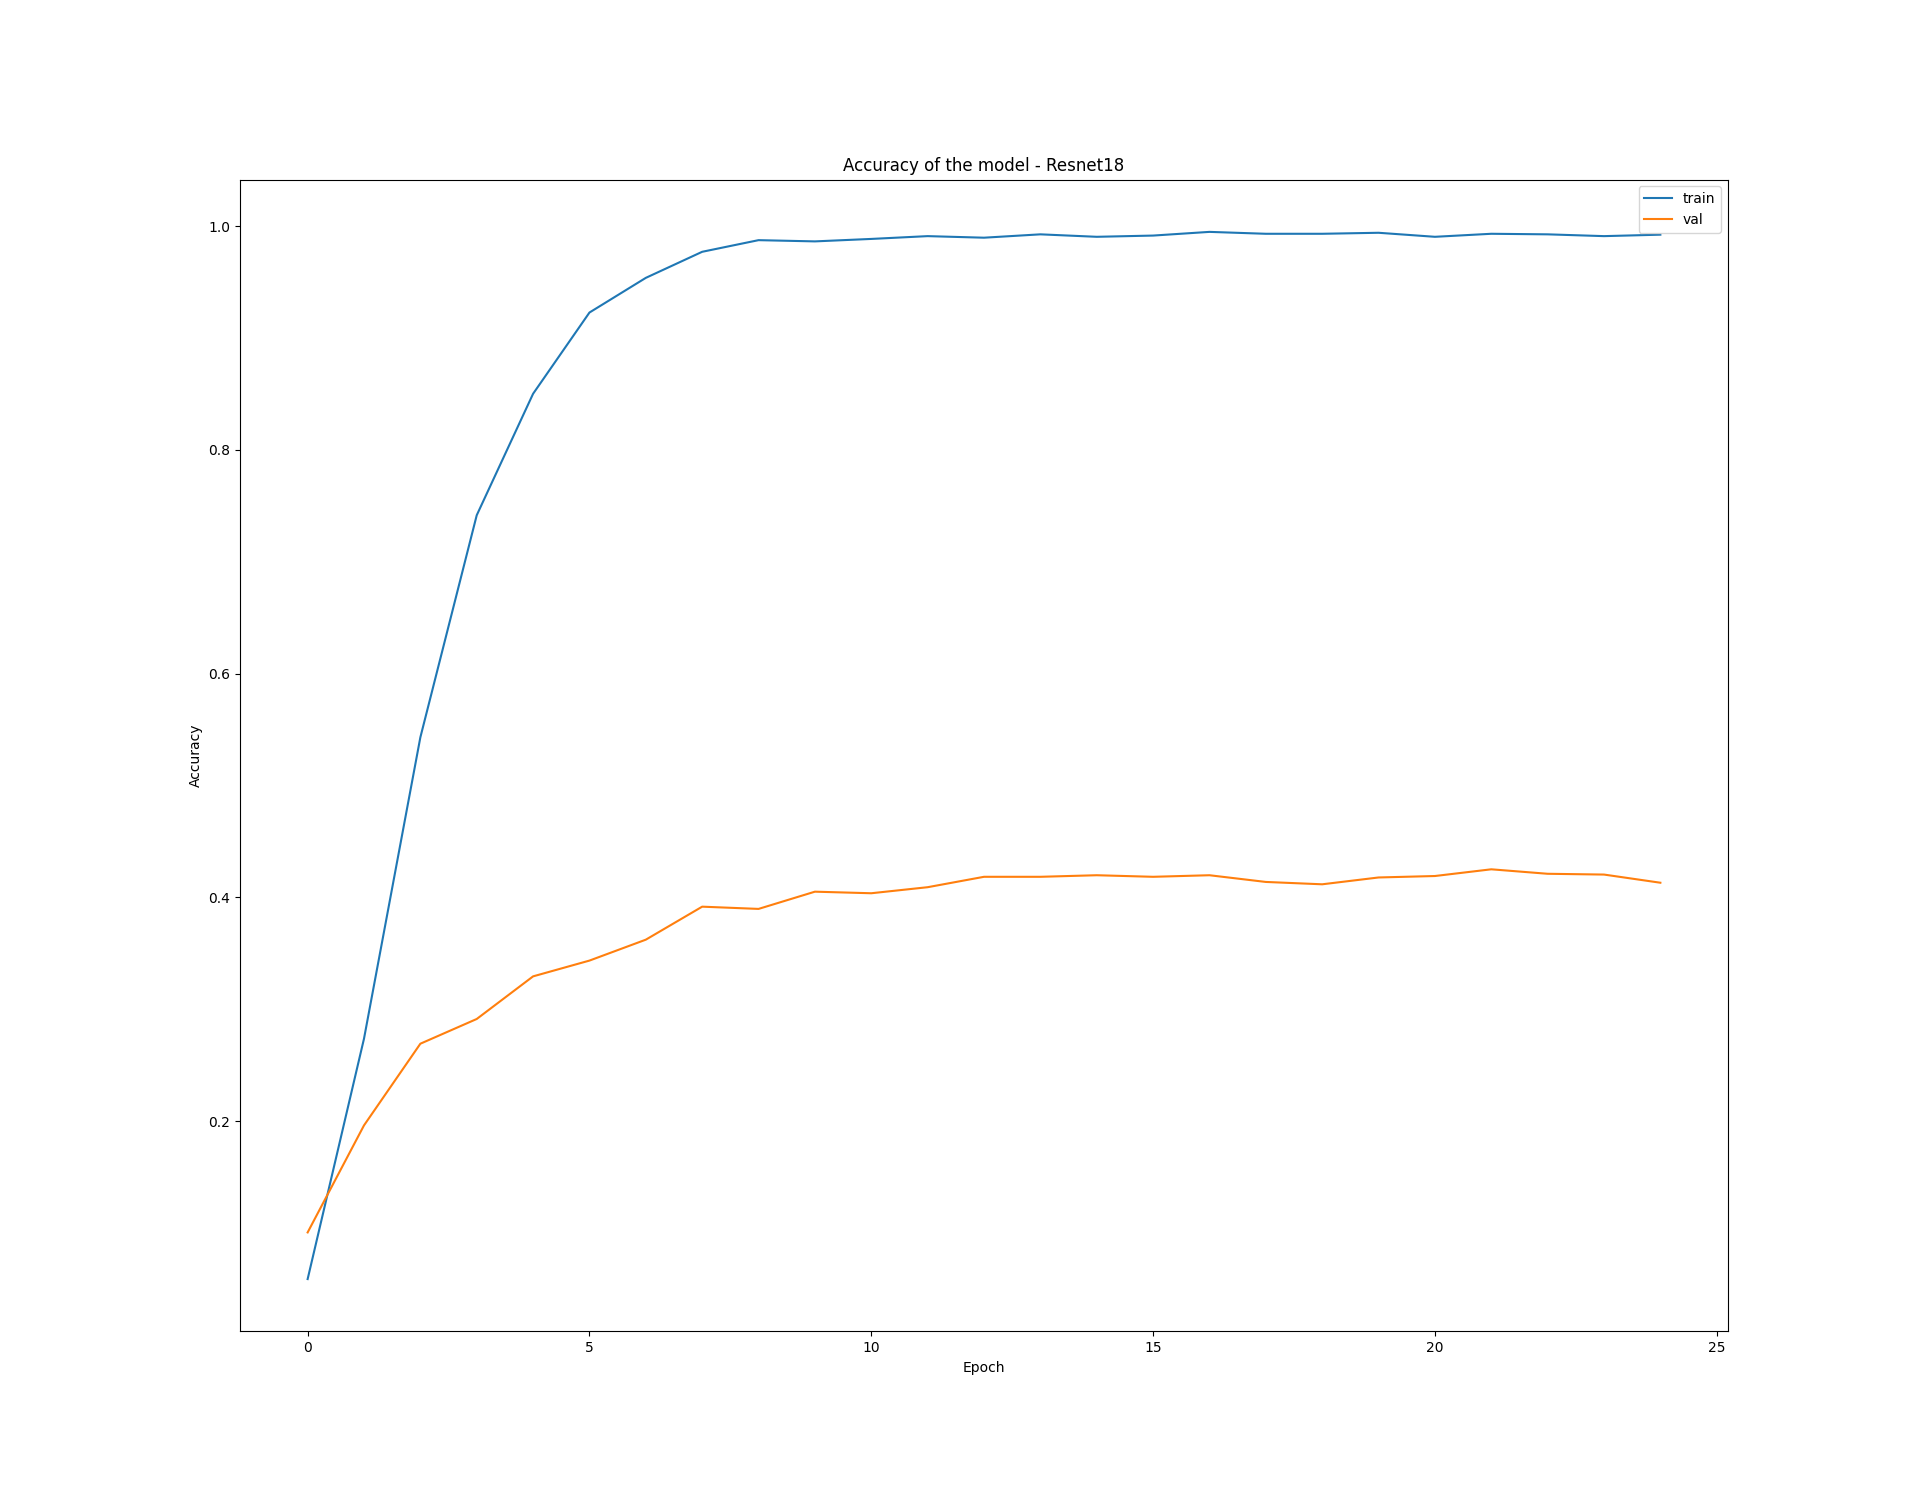 Accuracy of the model - Resnet18
train
val
1.0
0.8
0.6
0.4
0.2
Accuracy
0 5 10 15 20 25
Epoch